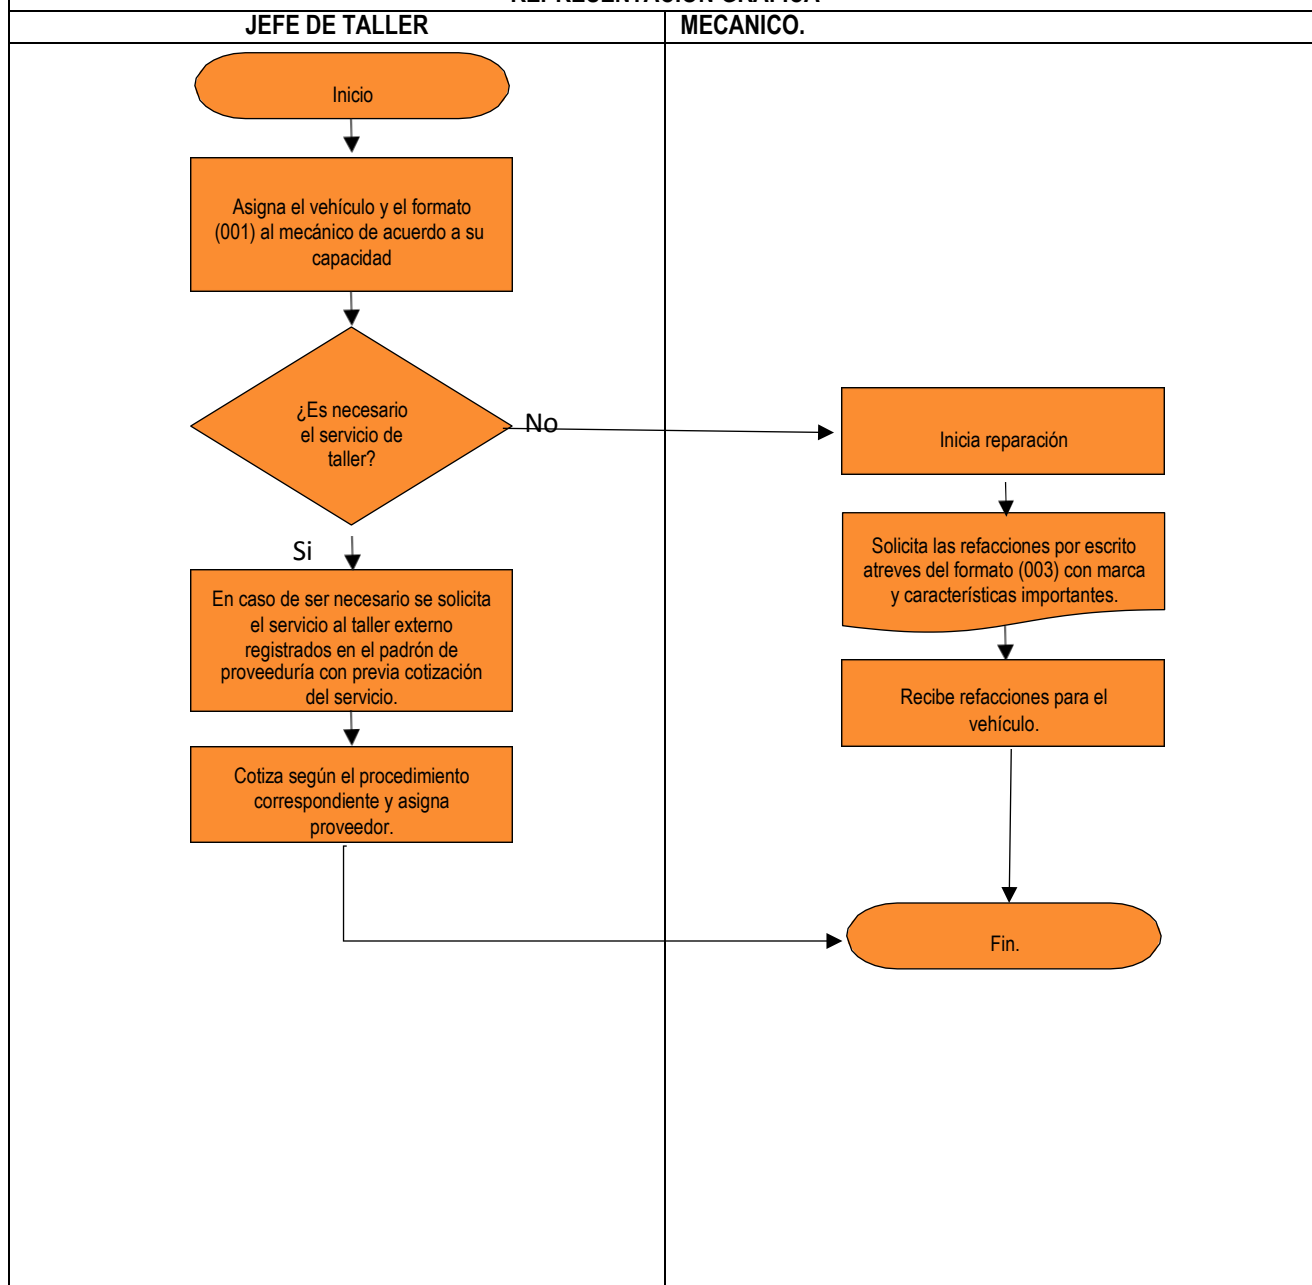 REPRESENTACIÓN GRÁFICA
JEFE DE TALLER
MECANICO.
Inicio
Asigna el vehículo y el formato
(001) al mecánico de acuerdo a su
capacidad
¿Es necesario
el servicio de
taller?
No
Si
En caso de ser necesario se solicita
el servicio al taller externo
registrados en el padrón de
proveeduría con previa cotización
del servicio.
Cotiza según el procedimiento
correspondiente y asigna
proveedor.
Inicia reparación
Solicita las refacciones por escrito
atreves del formato (003) con marca
y características importantes.
Recibe refacciones para el
vehículo.
Fin.